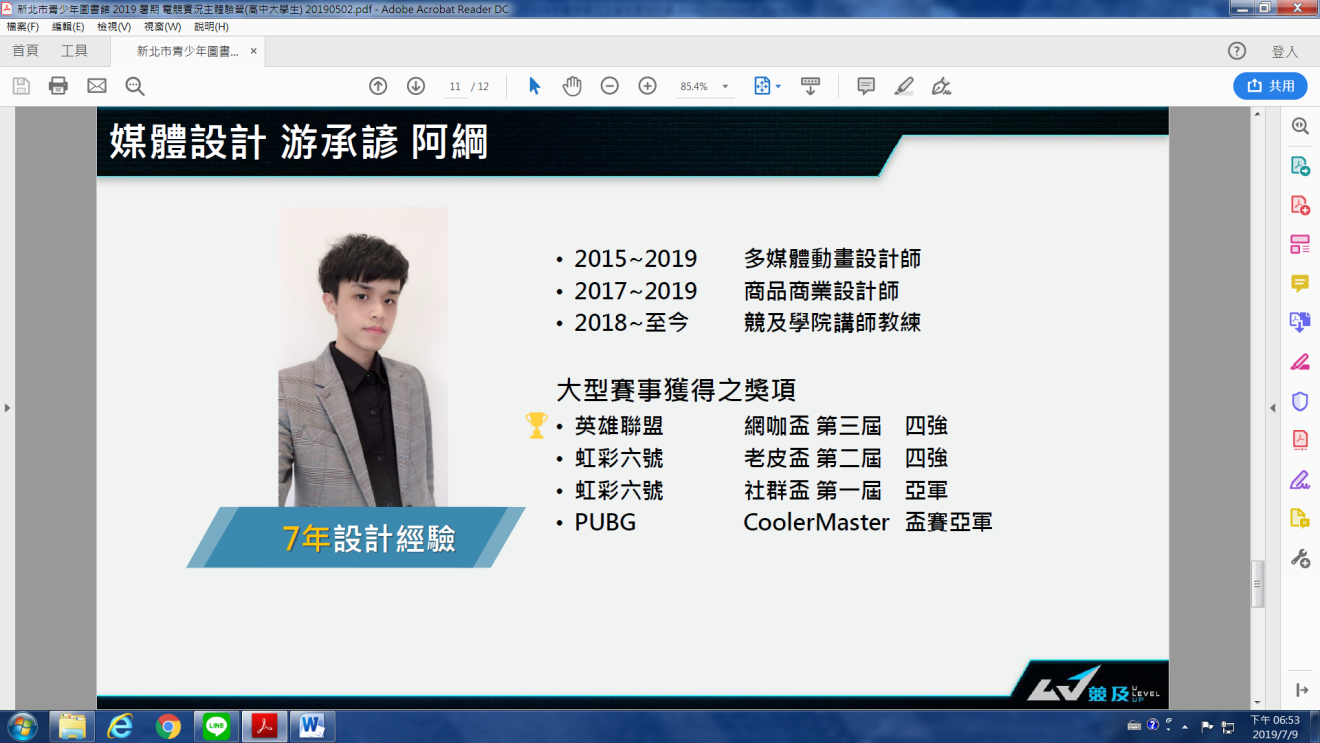 新北市青少年圖書館 2019 暑期 電競實況主體驗營(高中大學生) 20190502.pdf - Adobe Acrobat Reader DC
檔案(F) 編輯(E) 檢視(V) 視窗(W) 說明(H)
首頁 工具 新北市青少年圖書... × 登入
11 / 12 85.4% 共用
媒體設計 游承諺 阿綱
• 2015~2019 多媒體動畫設計師
• 2017~2019 商品商業設計師
• 2018~至今 競及學院講師教練
大型賽事獲得之獎項
• 英雄聯盟 網咖盃 第三屆 四強
• 虹彩六號 老皮盃 第二屆 四強
• 虹彩六號 社群盃 第一屆 亞軍
• PUBG CoolerMaster 盃賽亞軍
7年設計經驗
競及 U LEVEL UP
LINE
下午 06:53
2019/7/9